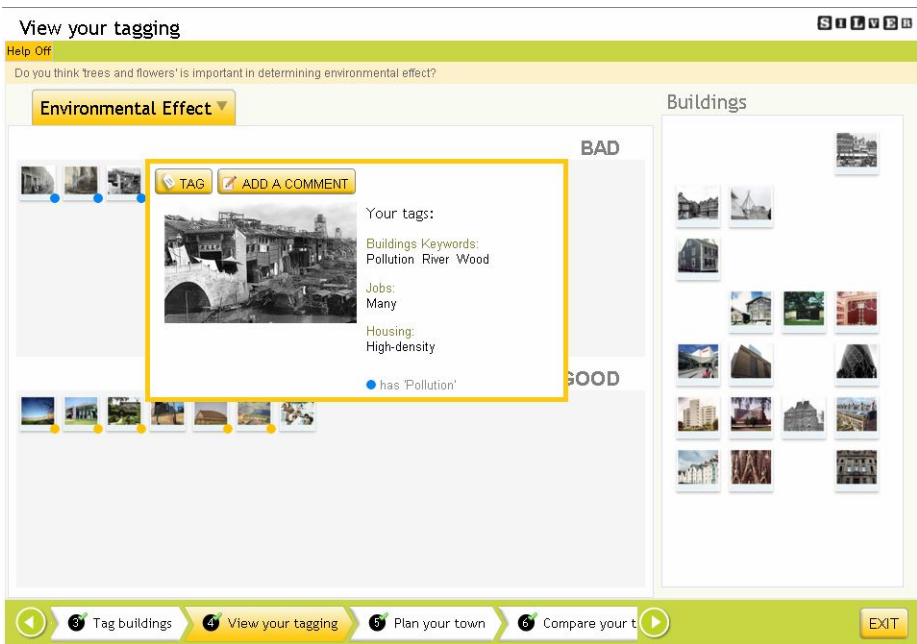 View your tagging
SILVER
Help Off
Do you think 'trees and flowers' is important in determining environmental effect?
Environmental Effect
Buildings
BAD
TAG
ADD A COMMENT
Your tags:
Buildings Keywords:
Pollution River Wood
Jobs:
Many
Housing:
High-density
has 'Pollution'
GOOD
3 Tag buildings
4 View your tagging
5 Plan your town
6 Compare your t
EXIT